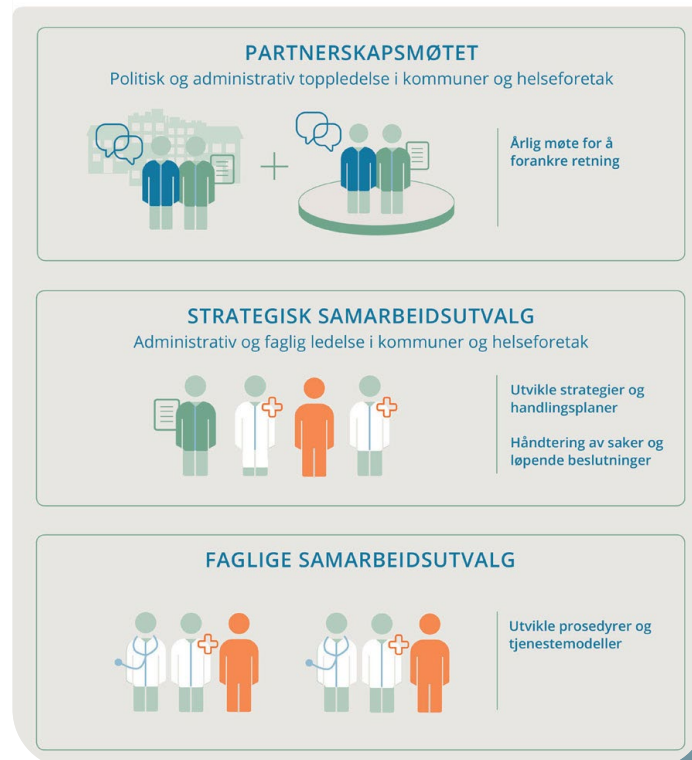 PARTNERSKAPSMØTET
Politisk og administrativ toppledelse i kommuner og helseforetak
Årlig møte for å
forankre retning
STRATEGISK SAMARBEIDSUTVALG
Administrativ og faglig ledelse i kommuner og helseforetak
Utvikle strategier og
handlingsplaner
Håndtering av saker og
løpende beslutninger
FAGLIGE SAMARBEIDSUTVALG
Utvikle prosedyrer og
tjenestemodeller